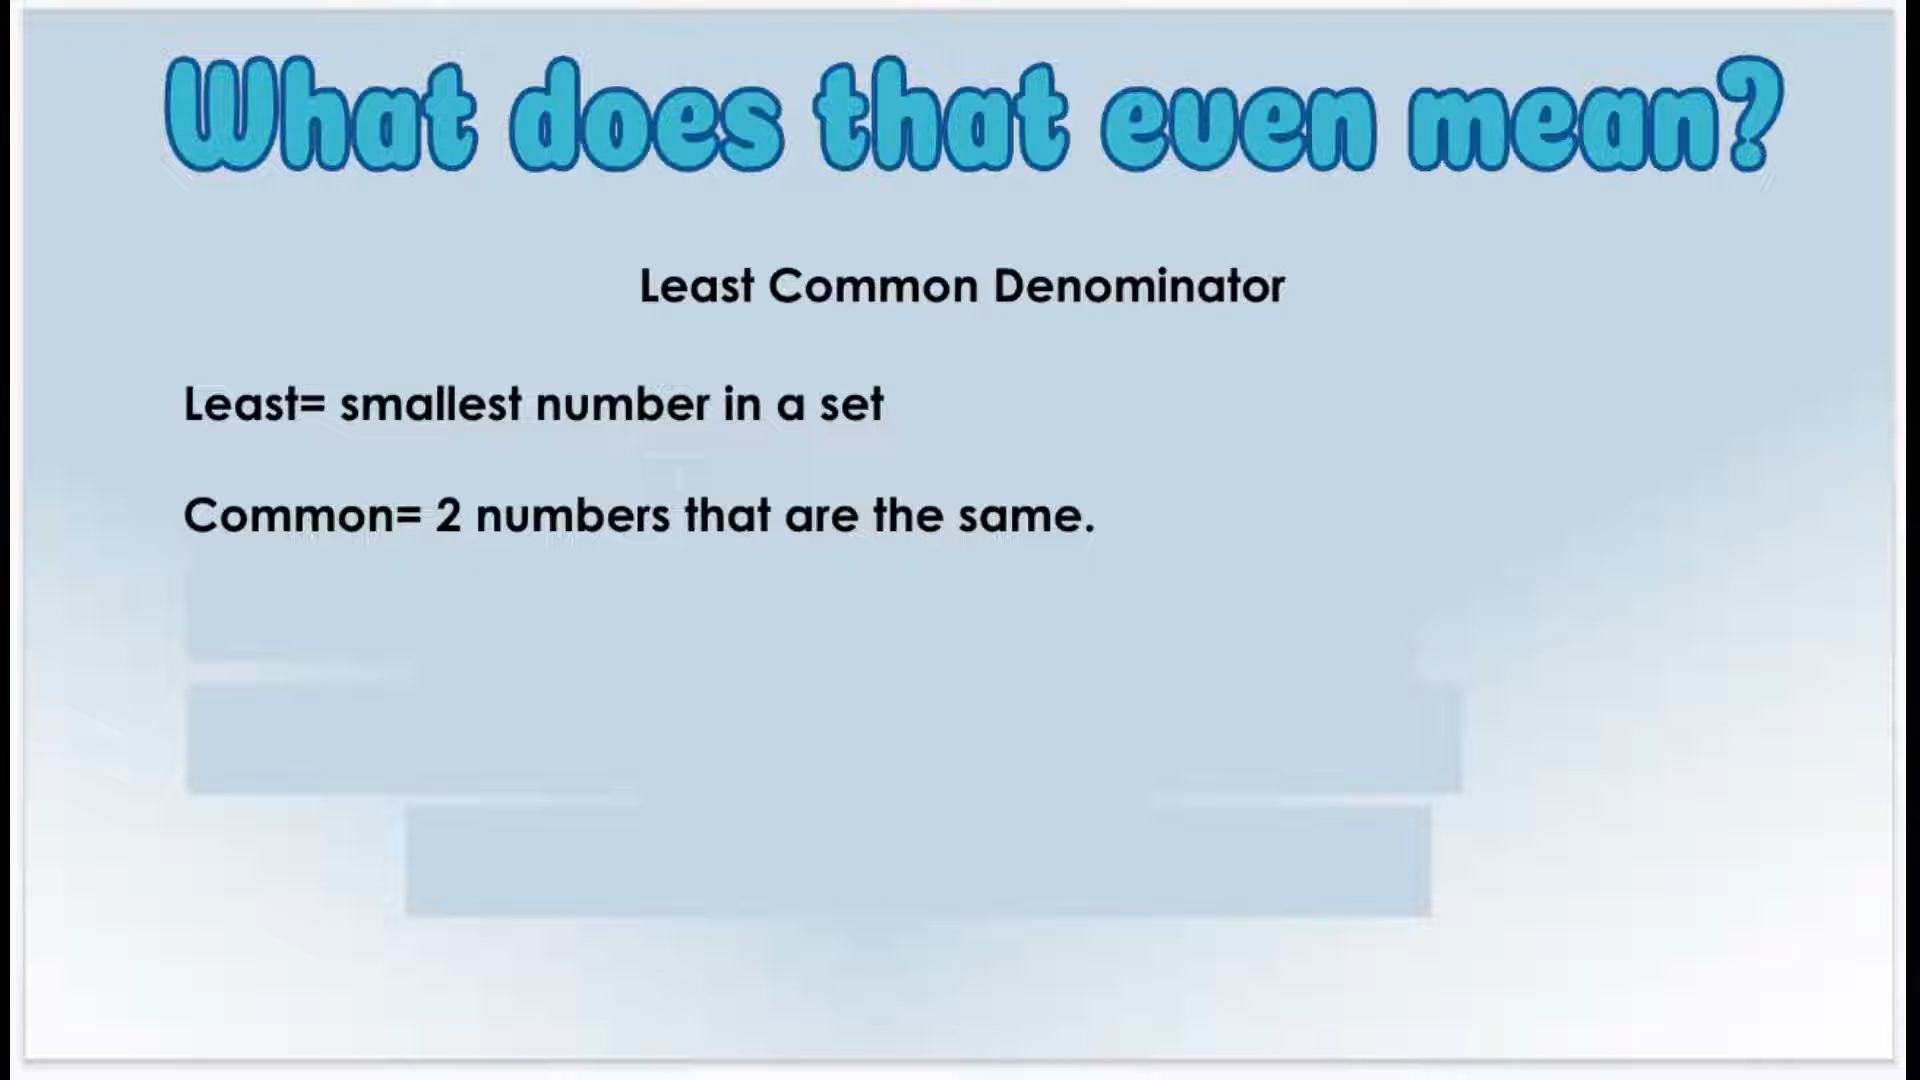 What does that even mean?
Least Common Denominator
Least= smallest number in a set
Common= 2 numbers that are the same.